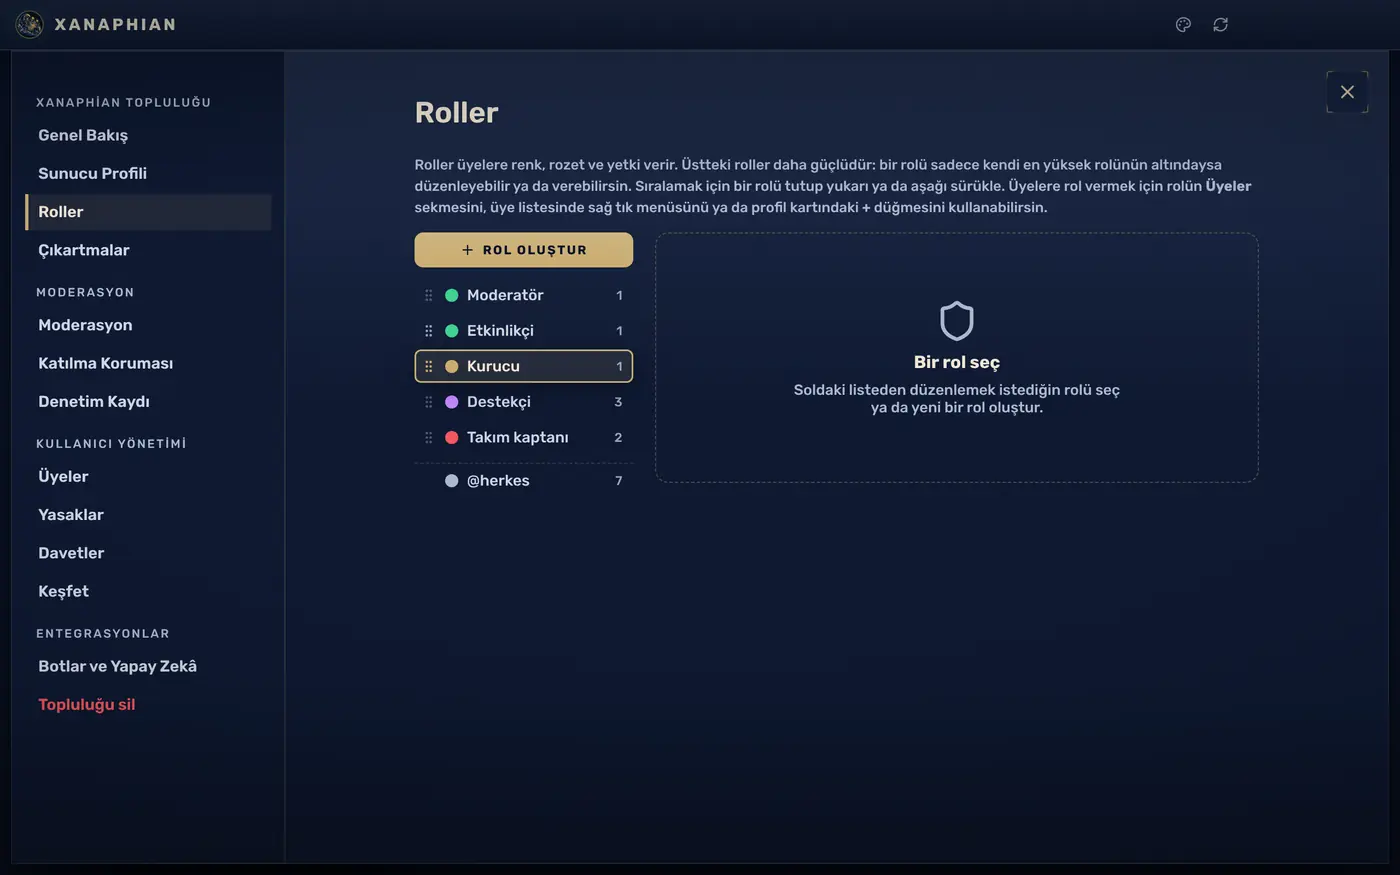 XANAPHIAN
XANAPHİAN TOPLULUĞU
Genel Bakış
Sunucu Profili
Roller
Çıkartmalar
MODERASYON
Moderasyon
Katılma Koruması
Denetim Kaydı
KULLANICI YÖNETİMİ
Üyeler
Yasaklar
Davetler
Keşfet
ENTEGRASYONLAR
Botlar ve Yapay Zekâ
Topluluğu sil
Roller
Roller üyelere renk, rozet ve yetki verir. Üstteki roller daha güçlüdür: bir rolü sadece kendi en yüksek rolünün altındaysa
düzenleyebilir ya da verebilirsin. Sıralamak için bir rolü tutup yukarı ya da aşağı sürükle. Üyelere rol vermek için rolün Üyeler
sekmesini, üye listesinde sağ tık menüsünü ya da profil kartındaki + düğmesini kullanabilirsin.
+ ROL OLUŞTUR
Moderatör 1
Etkinlikçi 1
Kurucu 1
Destekçi 3
Takım kaptanı 2
@herkes 7
Bir rol seç
Soldaki listeden düzenlemek istediğin rolü seç
ya da yeni bir rol oluştur.